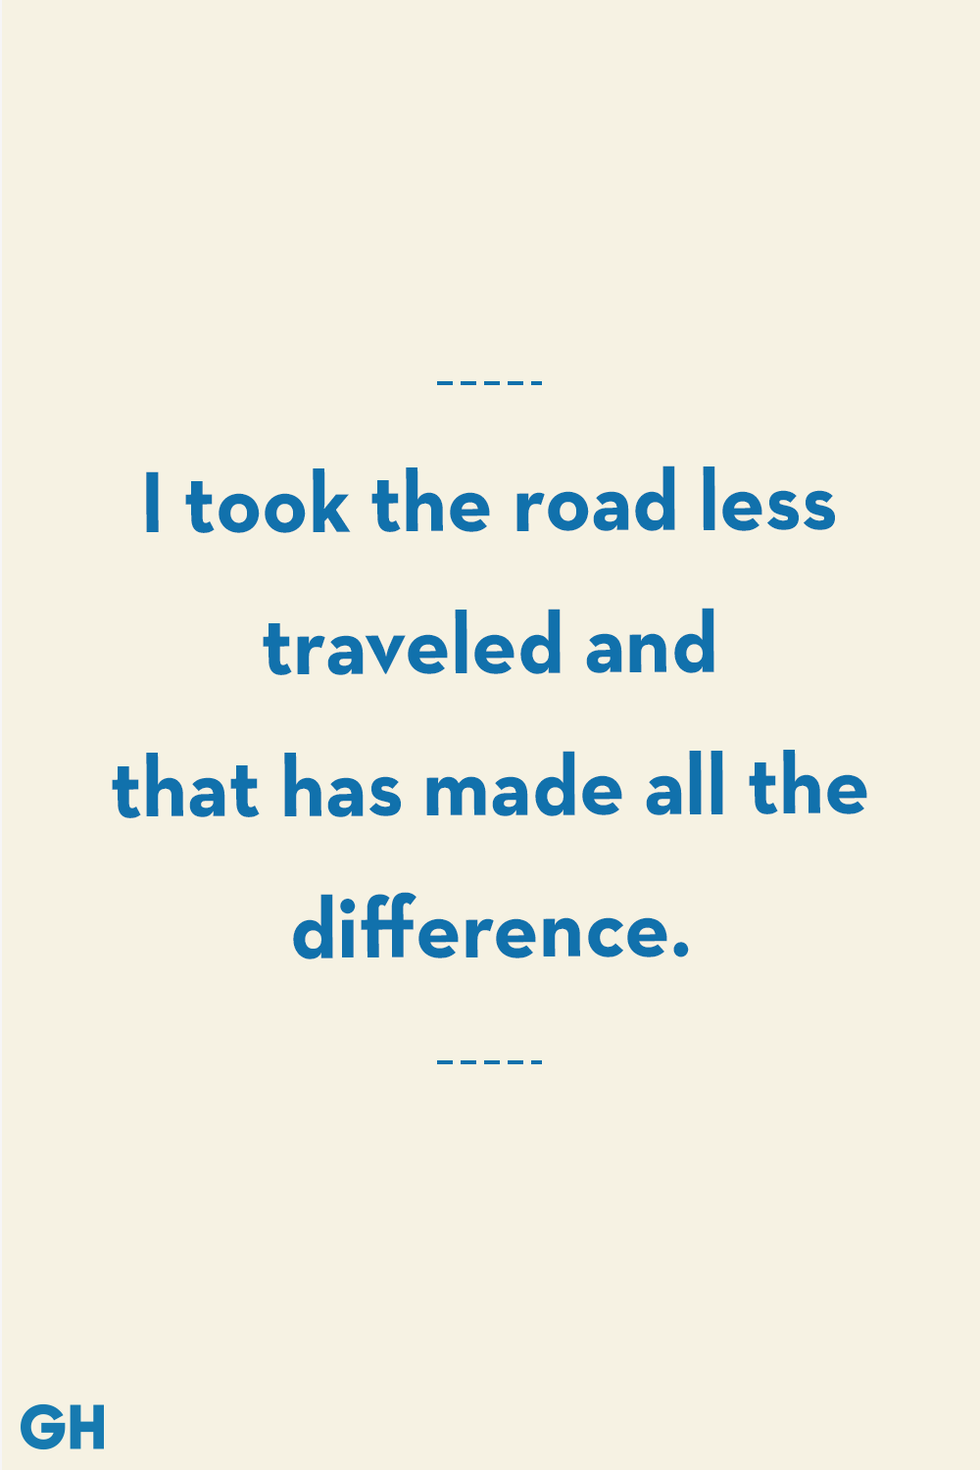 I took the road less
traveled and
that has made all the
difference.
GH